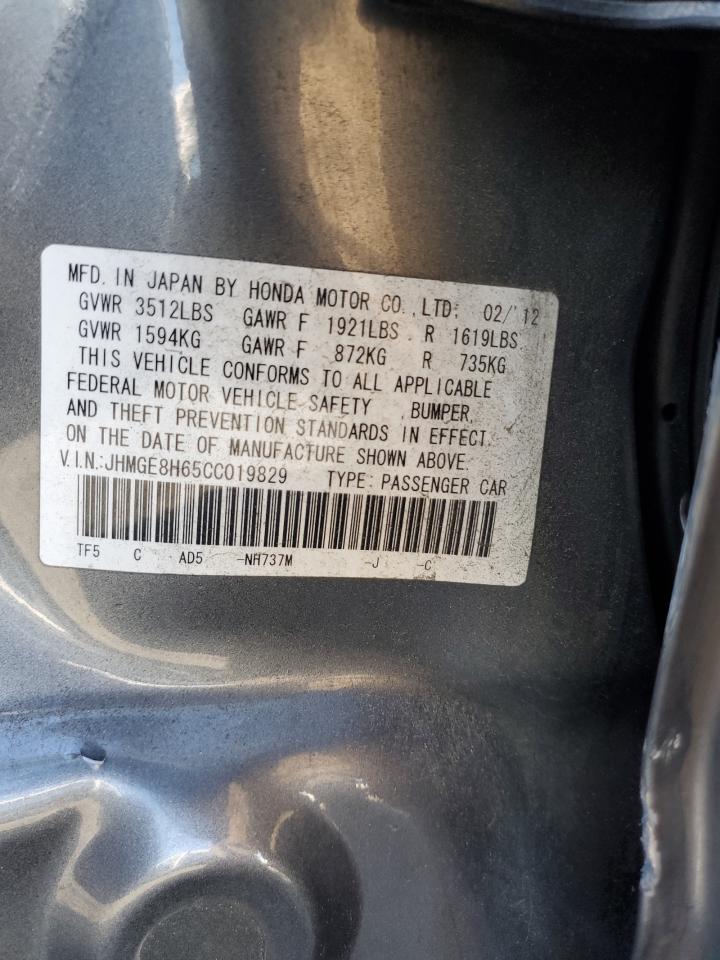 MFD. IN JAPAN BY HONDA MOTOR CO., LTD. 02/'12
GVWR 3512LBS GAWR F 1921LBS R 1619LBS
GVWR 1594KG GAWR F 872KG R 735KG
THIS VEHICLE CONFORMS TO ALL APPLICABLE
FEDERAL MOTOR VEHICLE SAFETY , BUMPER,
AND THEFT PREVENTION STANDARDS IN EFFECT
ON THE DATE OF MANUFACTURE SHOWN ABOVE.
V.I.N.:JHMGE8H65CC019829 TYPE: PASSENGER CAR
TF5 C AD5 -NH737M -J -C